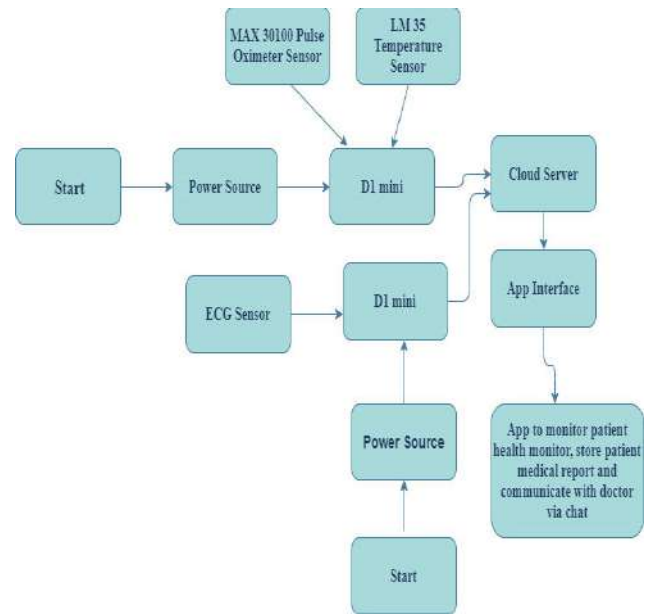 MAX 30100 Pulse
Oximeter Sensor
LM 35
Temperature
Sensor
Start
Power Source
D1 mini
Cloud Server
ECG Sensor
D1 mini
App Interface
Power Source
App to monitor patient
health monitor, store patient
medical report and
communicate with doctor
via chat
Start